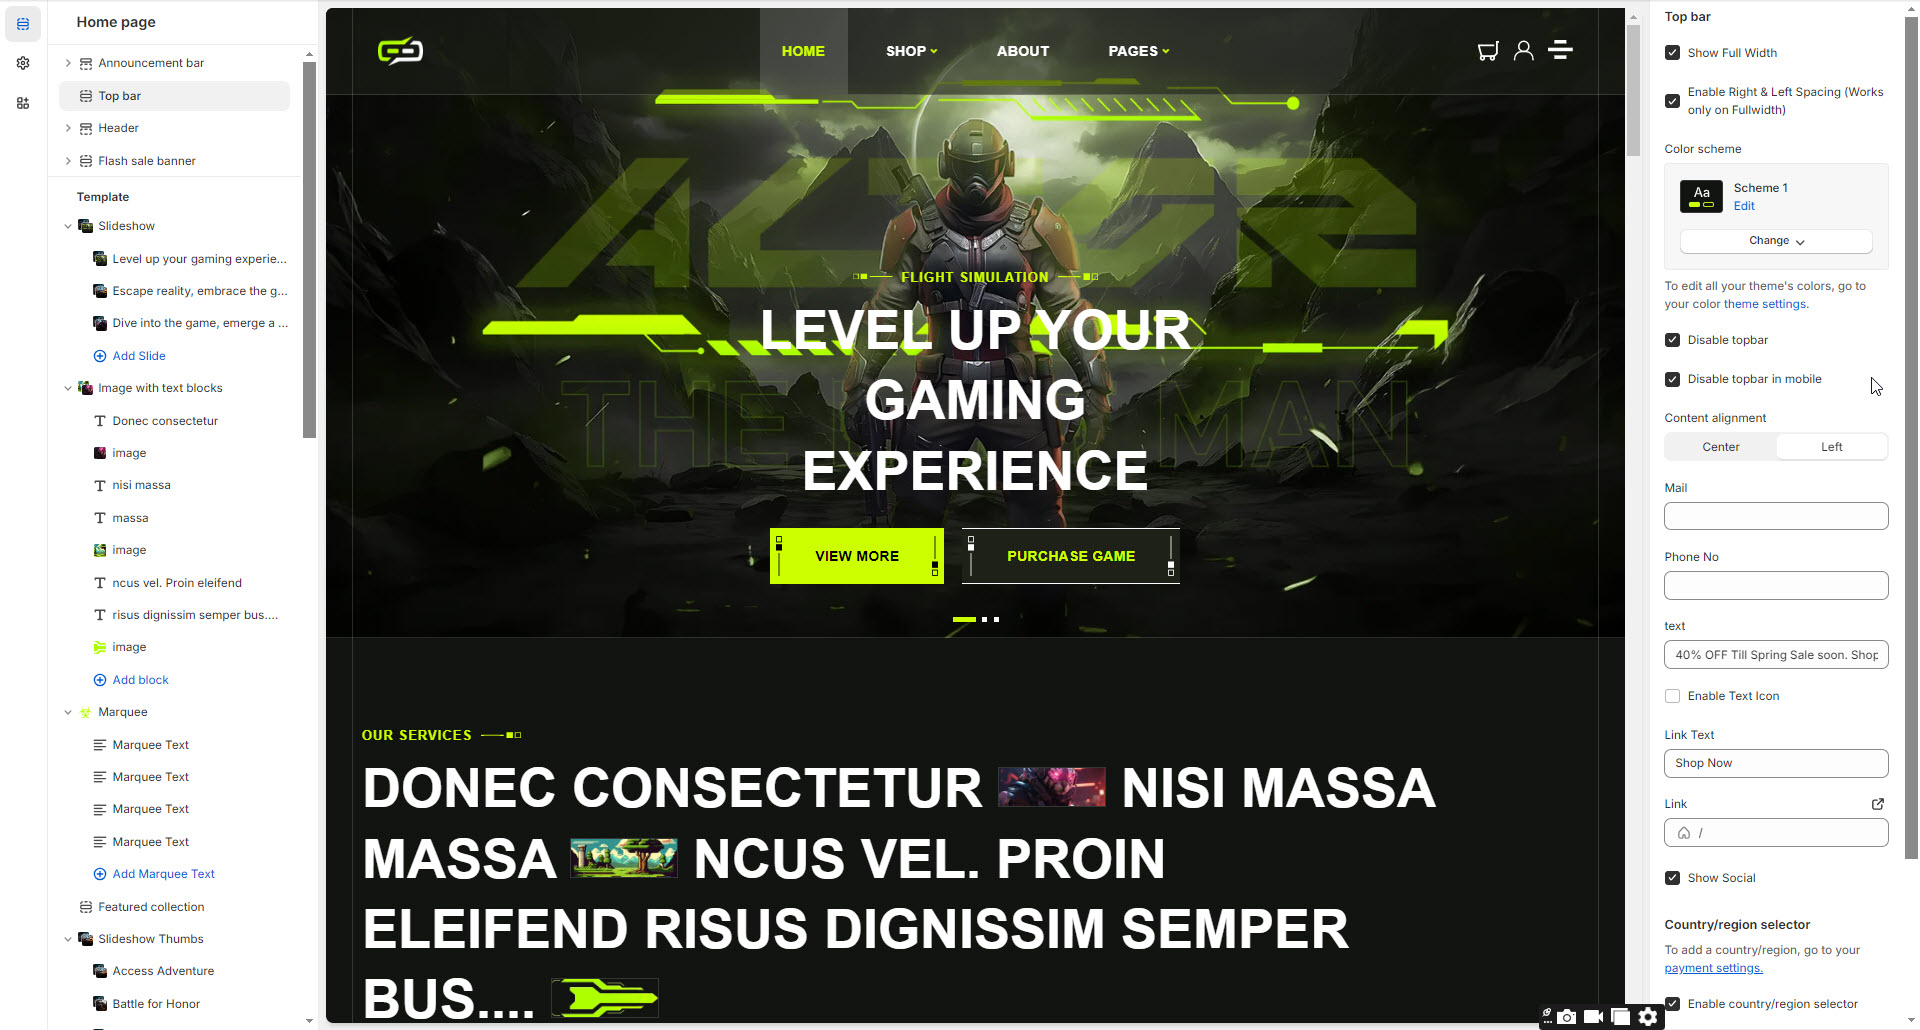 Home page
Announcement bar
Top bar
Header
Flash sale banner
Template
Slideshow
Level up your gaming experie...
Escape reality, embrace the g...
Dive into the game, emerge a ...
Add Slide
Image with text blocks
Donec consectetur
image
nisi massa
massa
image
ncus vel. Proin eleifend
risus dignissim semper bus....
image
Add block
Marquee
Marquee Text
Marquee Text
Marquee Text
Marquee Text
Add Marquee Text
Featured collection
Slideshow Thumbs
Access Adventure
Battle for Honor
HOME
SHOP
ABOUT
PAGES
FLIGHT SIMULATION
LEVEL UP YOUR
GAMING
EXPERIENCE
VIEW MORE
PURCHASE GAME
OUR SERVICES
DONEC CONSECTETUR NISI MASSA
MASSA NCUS VEL. PROIN
ELEIFEND RISUS DIGNISSIM SEMPER
BUS....
Top bar
Show Full Width
Enable Right & Left Spacing (Works
only on Fullwidth)
Color scheme
Aa
Scheme 1
Edit
Change
To edit all your theme's colors, go to
your color theme settings.
Disable topbar
Disable topbar in mobile
Content alignment
Center
Left
Mail
Phone No
text
40% OFF Till Spring Sale soon. Shop
Enable Text Icon
Link Text
Shop Now
Link
/
Show Social
Country/region selector
To add a country/region, go to your
payment settings.
Enable country/region selector